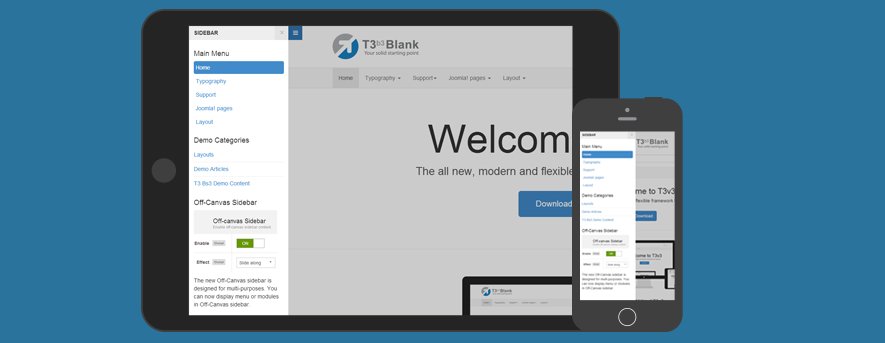 SIDEBAR ×
Main Menu
Home
Typography
Support
Joomla! pages
Layout
Demo Categories
Layouts
Demo Articles
T3 Bs3 Demo Content
Off-Canvas Sidebar
Off-canvas Sidebar
Enable off canvas sidebar content.
Enable
ON
Effect
Slide along
The new Off-Canvas sidebar is
designed for multi-purposes. You
can now display menu or modules
in Off-Canvas sidebar
T3 b3 Blank
Your solid starting point
Home Typography Support Joomla! pages Layout
Welcom
The all new, modern and flexible
Download
T3 b3 Blank
SIDEBAR
Blank
Main Menu
Home
Typography
Support
Joomla! pages
Layout
me to T3v3
flexible framework
Download
Demo Categories
Layouts
Demo Articles
T3 Bs3 Demo Content
Off-Canvas Sidebar
Off-canvas Sidebar
Enable
ON
Effect
Slide along
The new Off-Canvas sidebar is
designed for multi-purposes. You
can now display menu or modules
in Off-Canvas sidebar